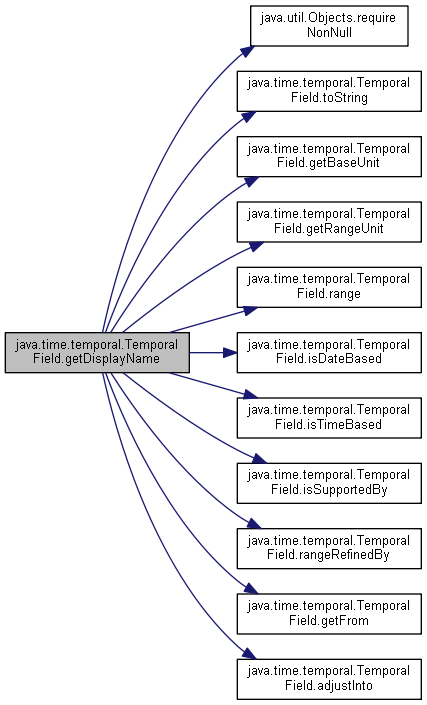 java.util.Objects.require
NonNull
java.time.temporal.Temporal
Field.toString
java.time.temporal.Temporal
Field.getBaseUnit
java.time.temporal.Temporal
Field.getRangeUnit
java.time.temporal.Temporal
Field.range
java.time.temporal.Temporal
Field.getDisplayName
java.time.temporal.Temporal
Field.isDateBased
java.time.temporal.Temporal
Field.isTimeBased
java.time.temporal.Temporal
Field.isSupportedBy
java.time.temporal.Temporal
Field.rangeRefinedBy
java.time.temporal.Temporal
Field.getFrom
java.time.temporal.Temporal
Field.adjustInto